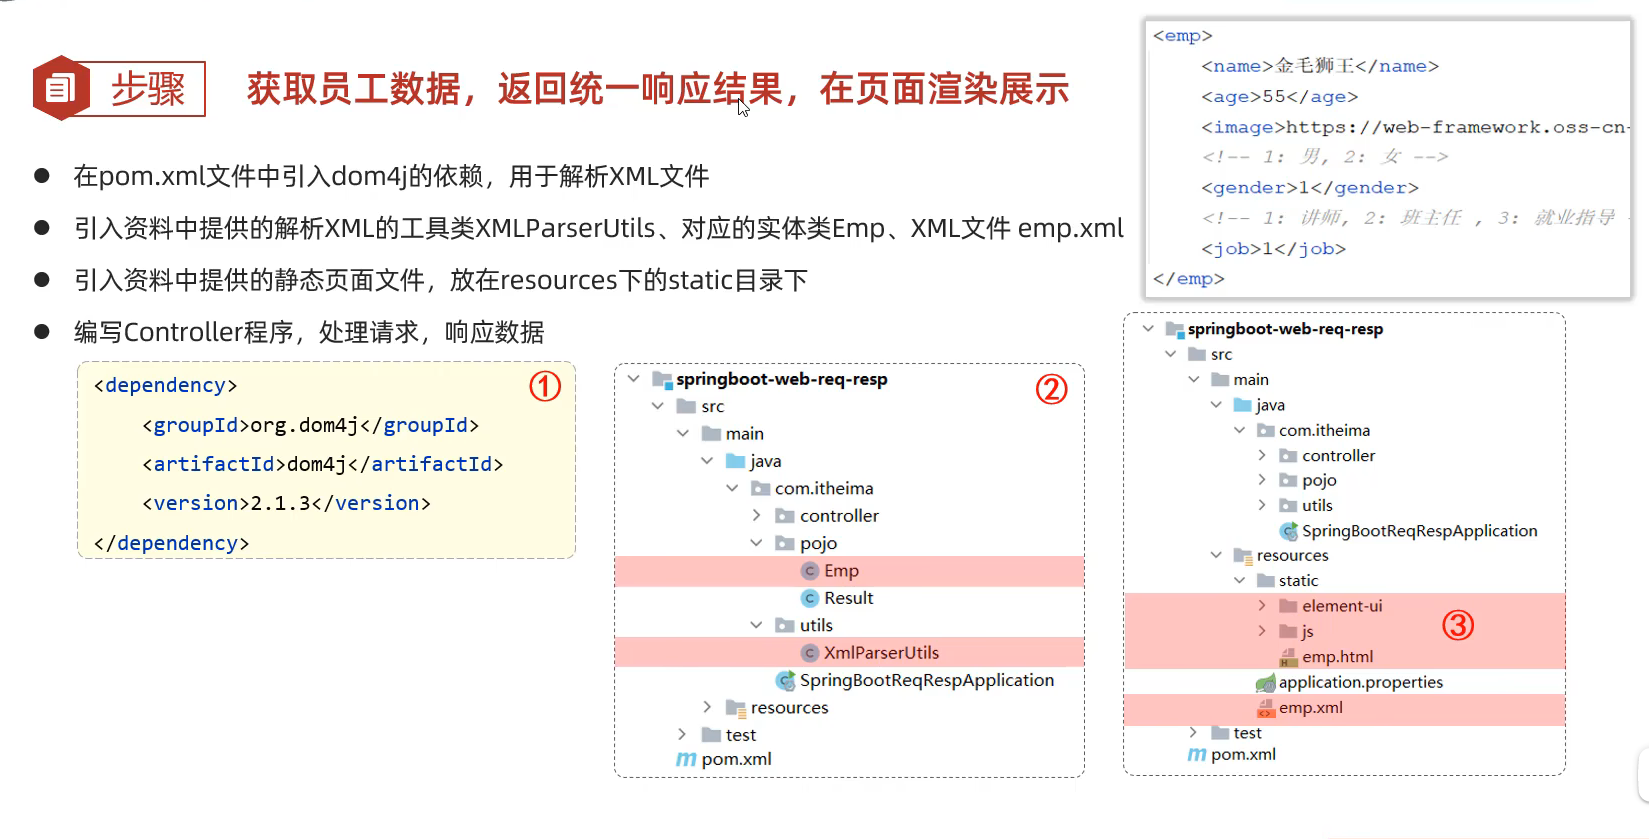 步骤
获取员工数据，返回统一响应结果，在页面渲染展示
● 在pom.xml文件中引入dom4j的依赖，用于解析XML文件
● 引入资料中提供的解析XML的工具类XMLParserUtils、对应的实体类Emp、XML文件 emp.xml
● 引入资料中提供的静态页面文件，放在resources下的static目录下
● 编写Controller程序，处理请求，响应数据
<emp>
<name>金毛狮王</name>
<age>55</age>
<image>https://web-framework.oss-cn-
<!-- 1: 男, 2: 女 -->
<gender>1</gender>
<!-- 1: 讲师, 2: 班主任 , 3: 就业指导
<job>1</job>
</emp>
①
<dependency>
<groupId>org.dom4j</groupId>
<artifactId>dom4j</artifactId>
<version>2.1.3</version>
</dependency>
②
springboot-web-req-resp
src
main
java
com.itheima
controller
pojo
Emp
Result
utils
XmlParserUtils
SpringBootReqRespApplication
resources
test
pom.xml
springboot-web-req-resp
src
main
java
com.itheima
controller
pojo
utils
SpringBootReqRespApplication
resources
static
element-ui
③
js
emp.html
application.properties
emp.xml
test
pom.xml